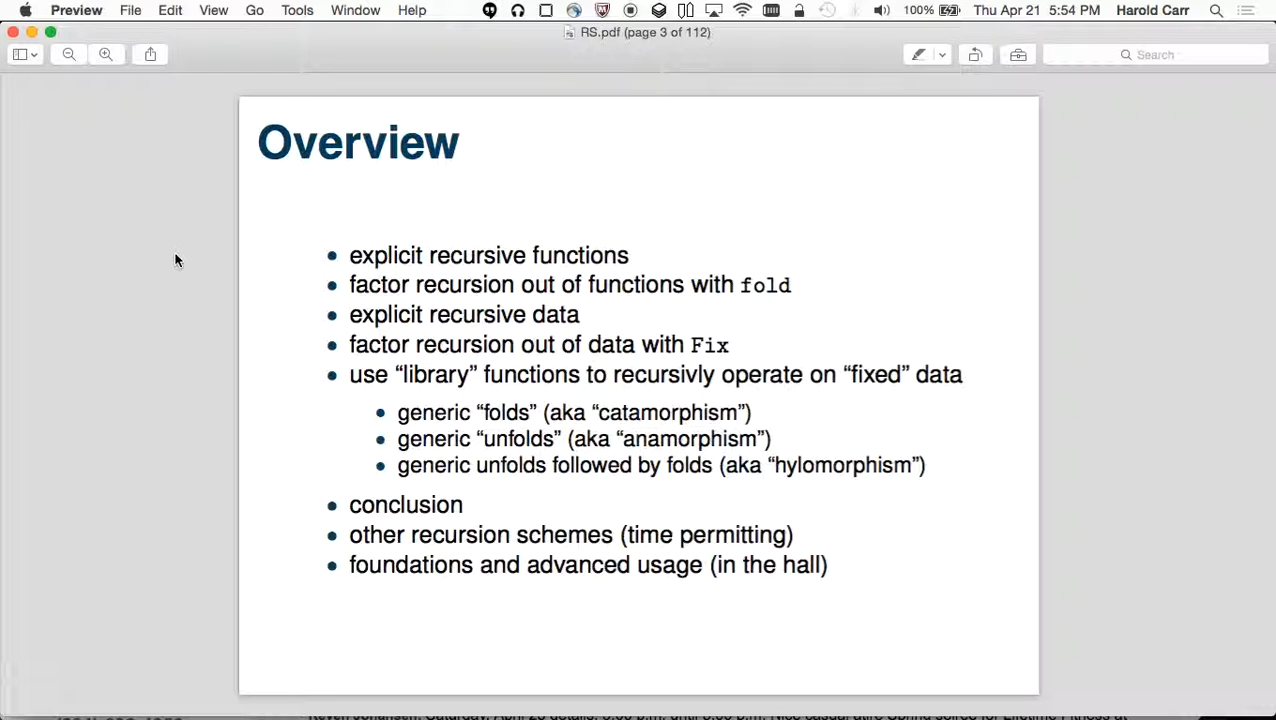 Preview File Edit View Go Tools Window Help 100% Thu Apr 21 5:54 PM Harold Carr
RS.pdf (page 3 of 112)
Search
Overview
• explicit recursive functions
• factor recursion out of functions with fold
• explicit recursive data
• factor recursion out of data with Fix
• use “library” functions to recursivly operate on “fixed” data
• generic “folds” (aka “catamorphism”)
• generic “unfolds” (aka “anamorphism”)
• generic unfolds followed by folds (aka “hylomorphism”)
• conclusion
• other recursion schemes (time permitting)
• foundations and advanced usage (in the hall)